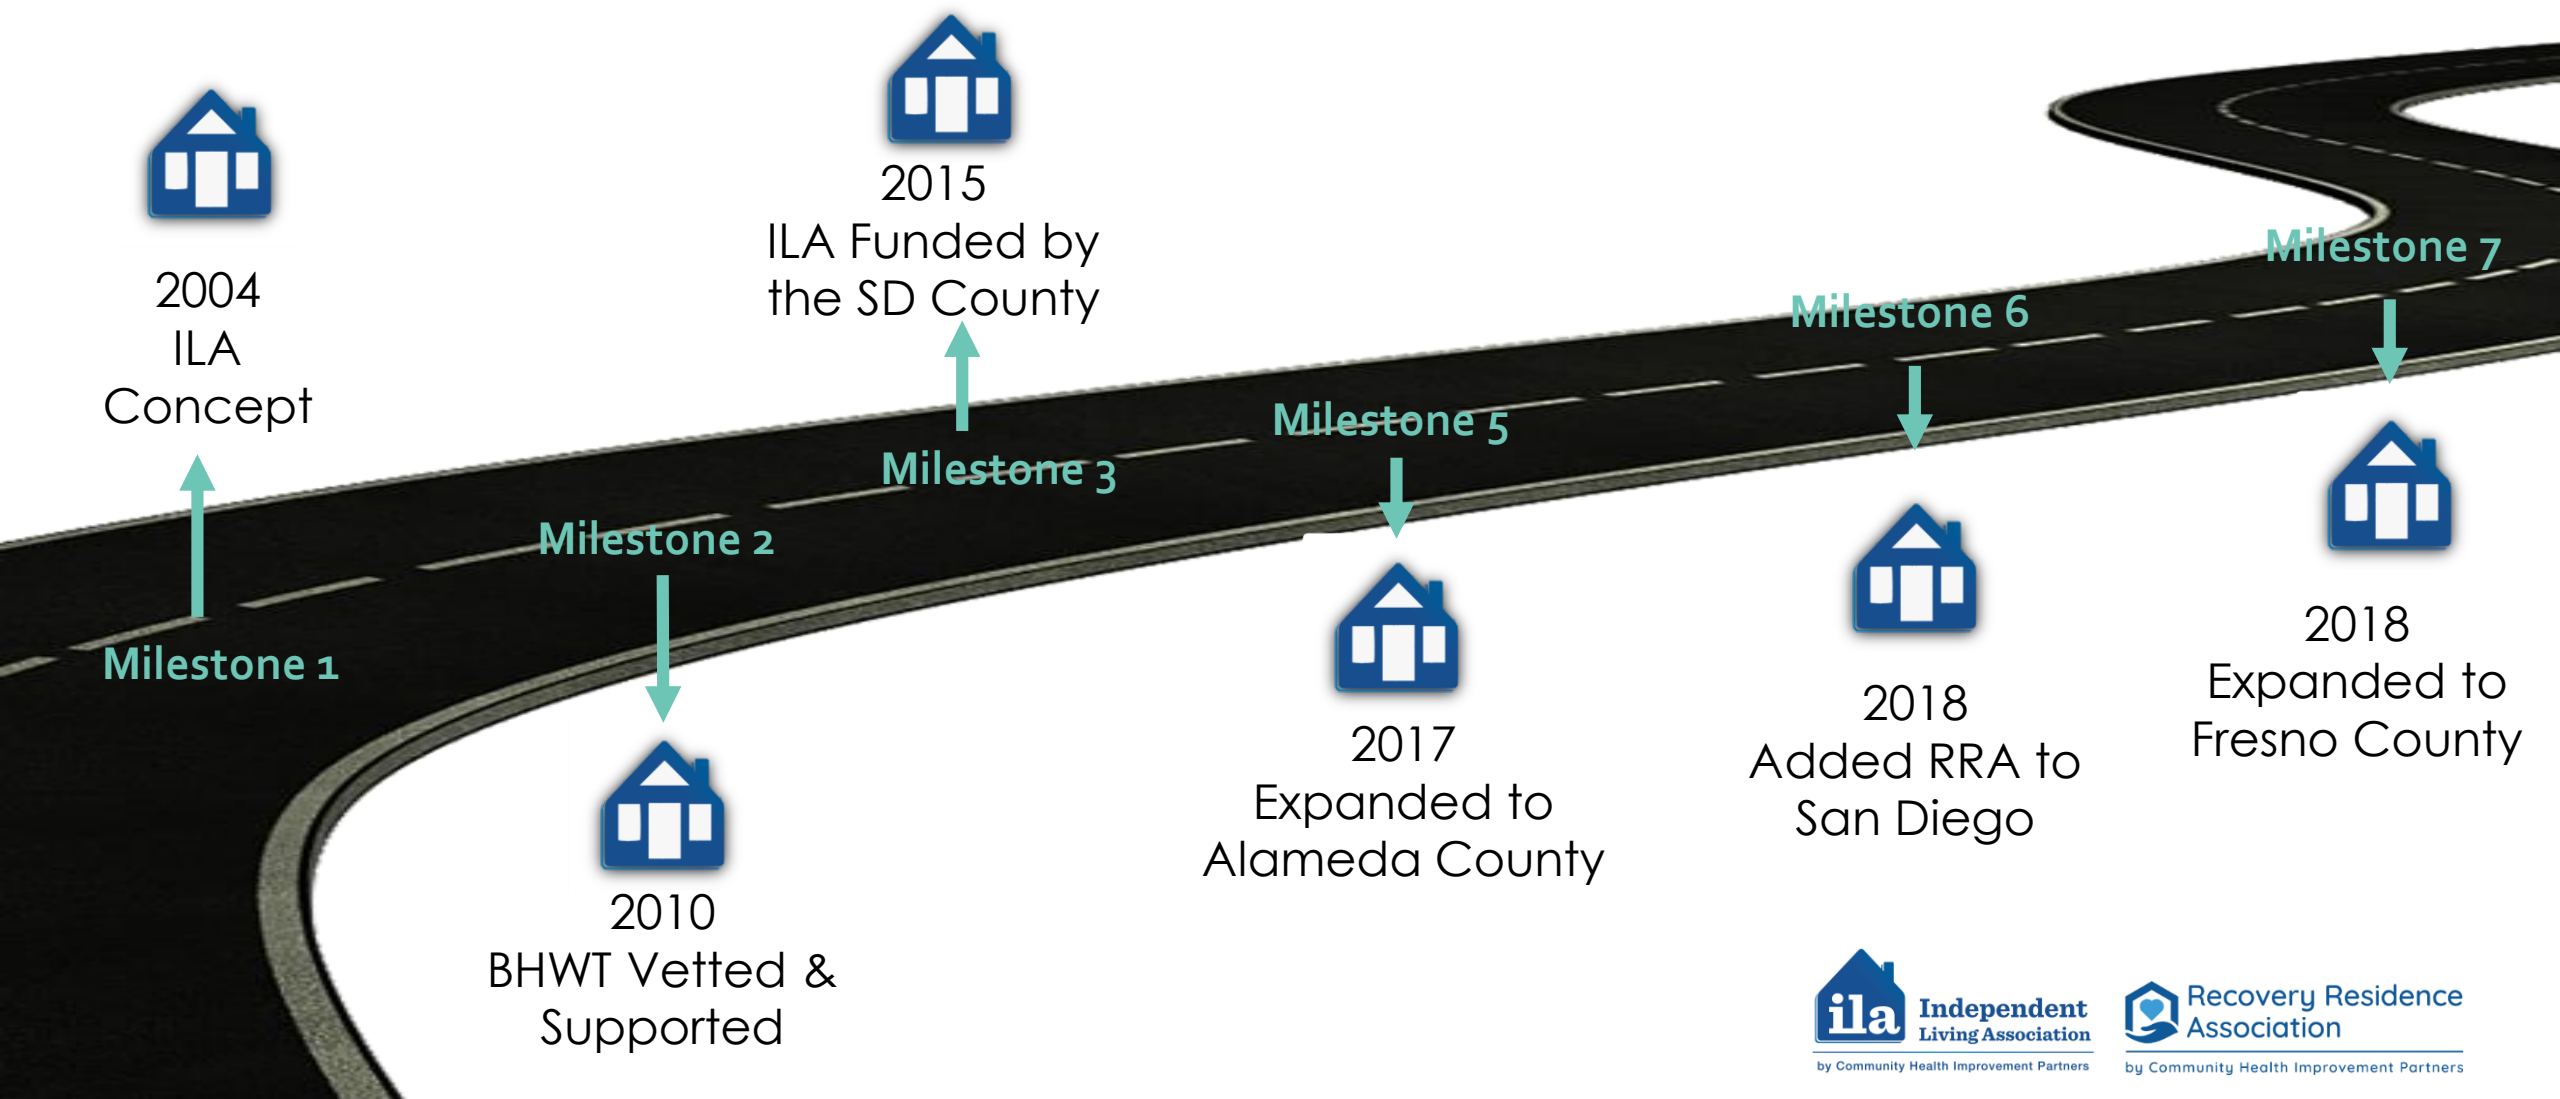 2004
ILA
Concept
Milestone 1
Milestone 2
2010
BHWT Vetted &
Supported
2015
ILA Funded by
the SD County
Milestone 3
Milestone 5
2017
Expanded to
Alameda County
Milestone 6
2018
Added RRA to
San Diego
Milestone 7
2018
Expanded to
Fresno County
ila
Independent
Living Association
by Community Health Improvement Partners
Recovery Residence
Association
by Community Health Improvement Partners